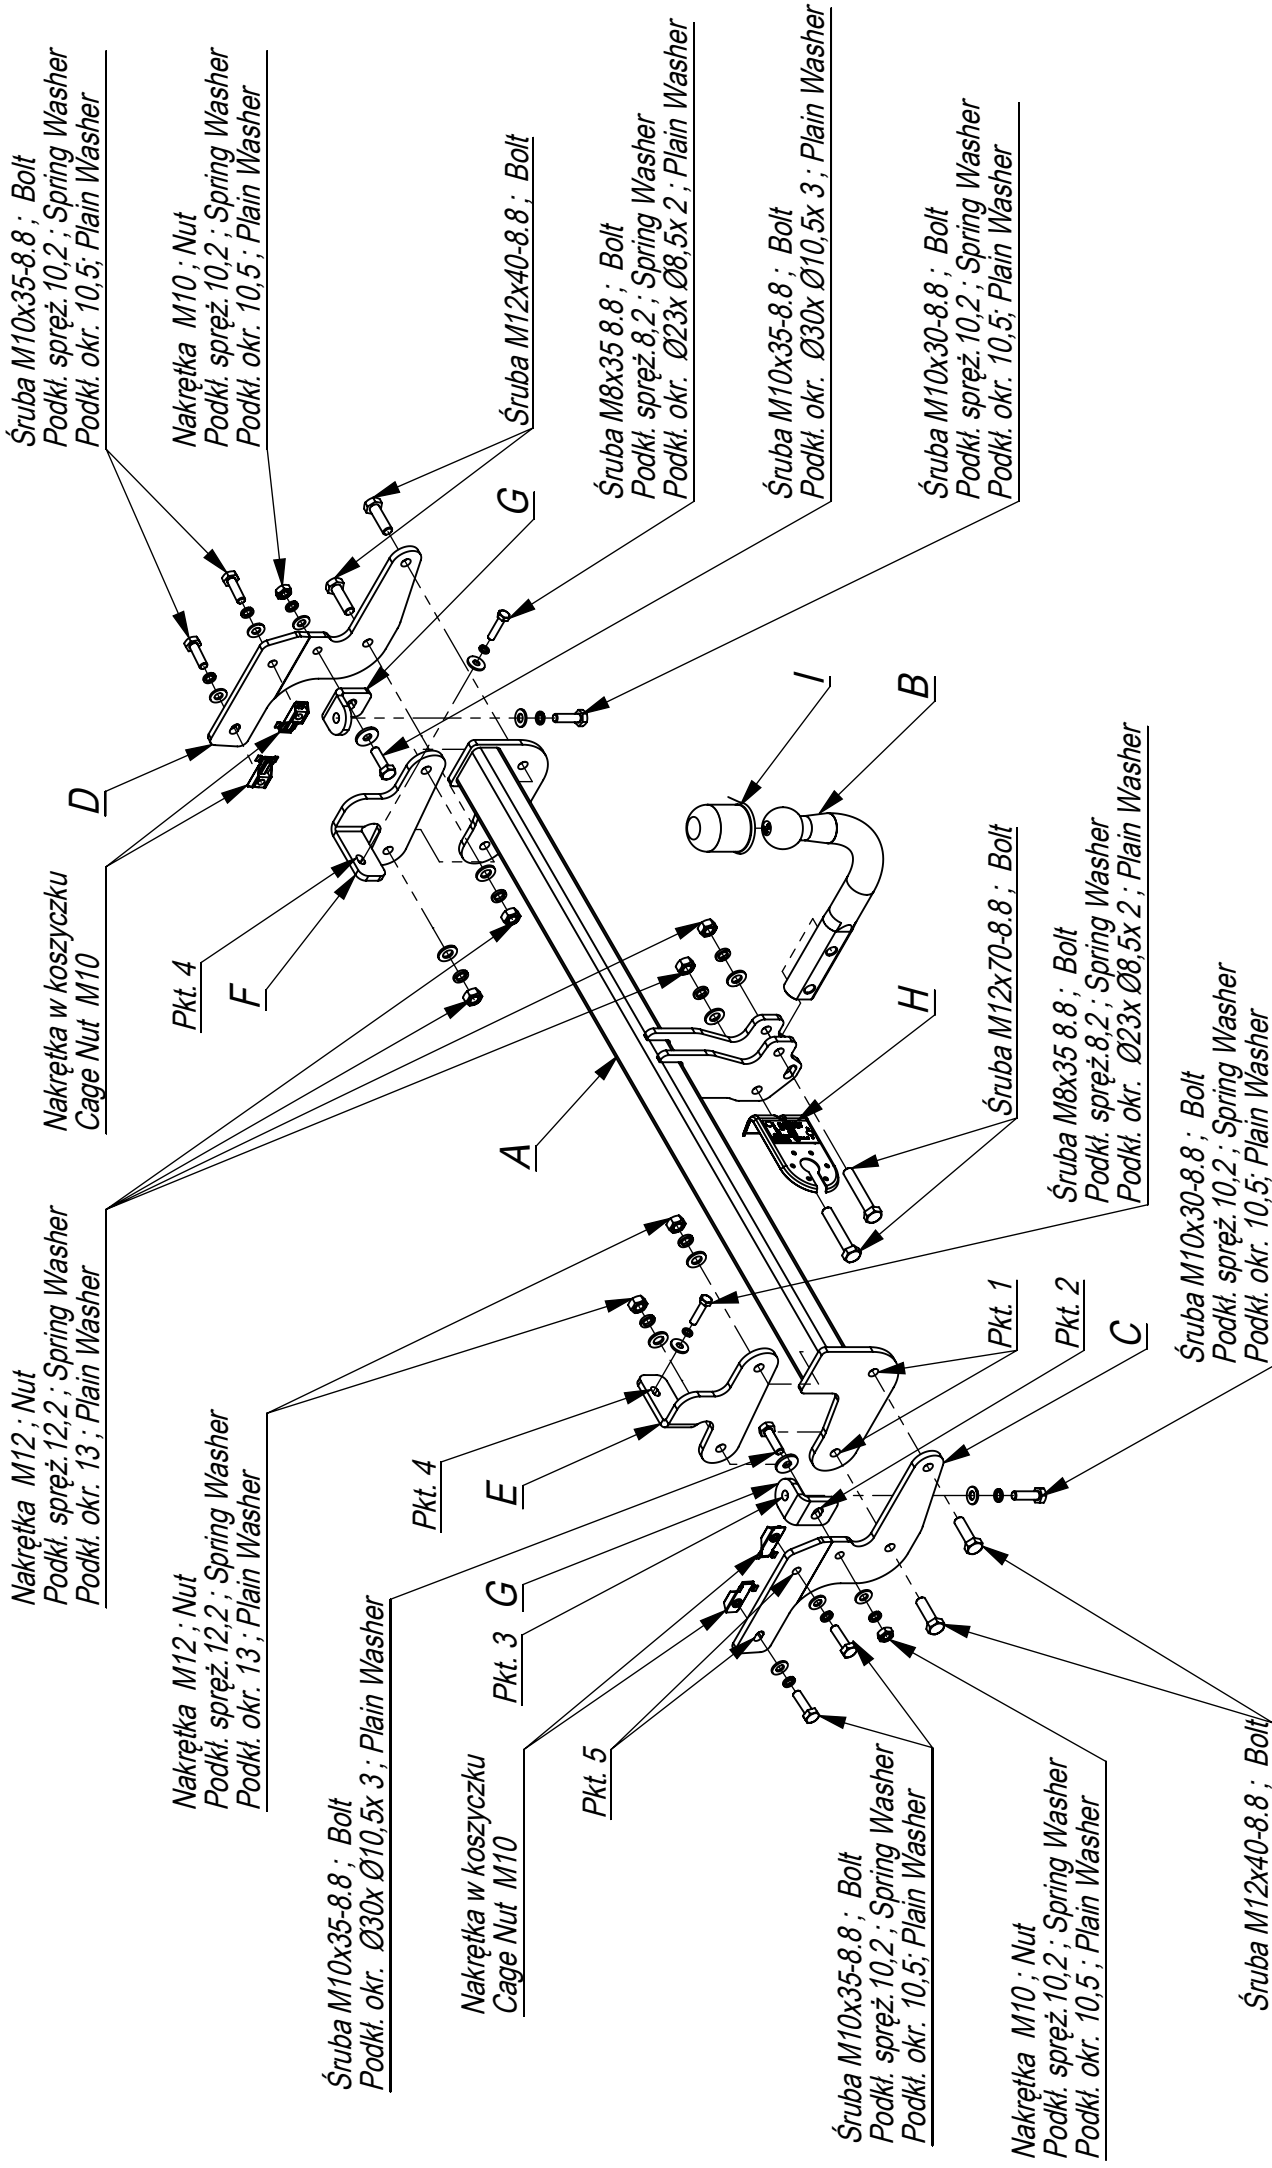 Śruba M10x35-8.8 ; Bolt
Podkł. spręż.10,2 ; Spring Washer
Podkł. okr. 10,5; Plain Washer
Nakrętka M10 ; Nut
Podkł. spręż.10,2 ; Spring Washer
Podkł. okr. 10,5 ; Plain Washer
Śruba M12x40-8.8 ; Bolt
G
Śruba M8x35 8.8 ; Bolt
Podkł. spręż.8,2 ; Spring Washer
Podkł. okr. Ø23x Ø8,5x 2 ; Plain Washer
Śruba M10x35-8.8 ; Bolt
Podkł. okr. Ø30x Ø10,5x 3 ; Plain Washer
Śruba M10x30-8.8 ; Bolt
Podkł. spręż.10,2 ; Spring Washer
Podkł. okr. 10,5; Plain Washer
D
I
B
Nakrętka w koszyczku
Cage Nut M10
Pkt. 4
F
A
H
Śruba M12x70-8.8 ; Bolt
Śruba M8x35 8.8 ; Bolt
Podkł. spręż.8,2 ; Spring Washer
Podkł. okr. Ø23x Ø8,5x 2 ; Plain Washer
Śruba M10x30-8.8 ; Bolt
Podkł. spręż.10,2 ; Spring Washer
Podkł. okr. 10,5; Plain Washer
Nakrętka M12 ; Nut
Podkł. spręż.12,2 ; Spring Washer
Podkł. okr. 13 ; Plain Washer
Nakrętka M12 ; Nut
Podkł. spręż.12,2 ; Spring Washer
Podkł. okr. 13 ; Plain Washer
Pkt. 4
E
Pkt. 1
Pkt. 2
C
Śruba M10x35-8.8 ; Bolt
Podkł. okr. Ø30x Ø10,5x 3 ; Plain Washer
G
Pkt. 3
Nakrętka w koszyczku
Cage Nut M10
Pkt. 5
Śruba M10x35-8.8 ; Bolt
Podkł. spręż.10,2 ; Spring Washer
Podkł. okr. 10,5; Plain Washer
Nakrętka M10 ; Nut
Podkł. spręż.10,2 ; Spring Washer
Podkł. okr. 10,5 ; Plain Washer
Śruba M12x40-8.8 ; Bolt